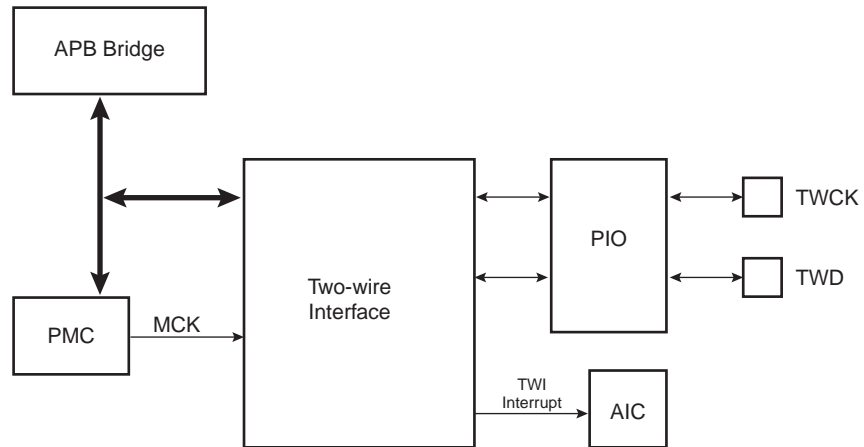 APB Bridge
TWCK
PIO
TWD
Two-wire
Interface
MCK
PMC
TWI
Interrupt
AIC